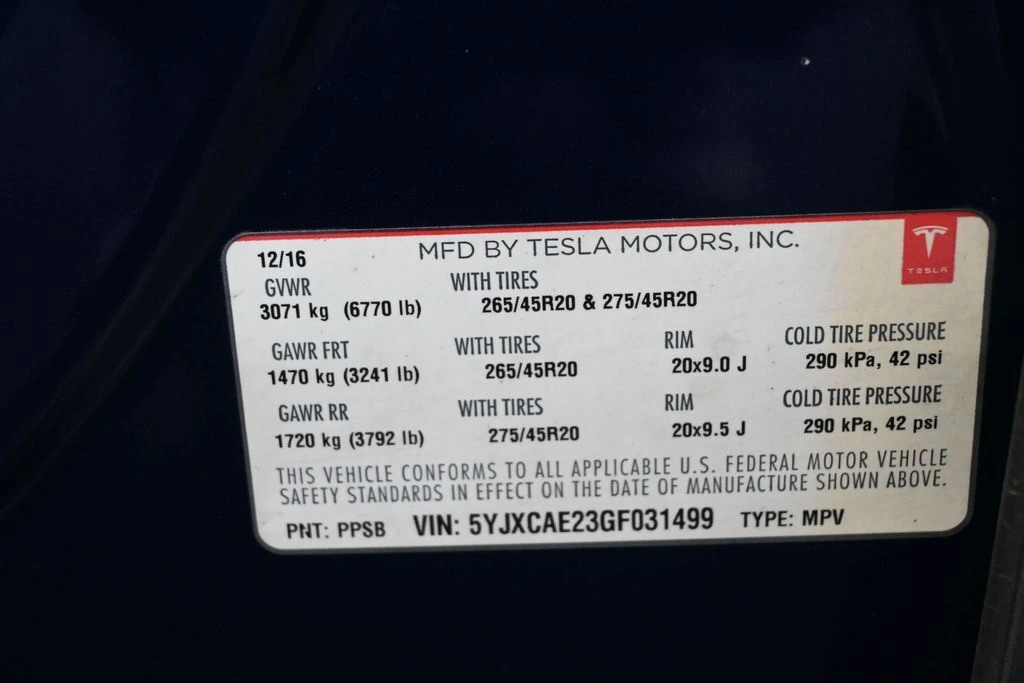 12/16 MFD BY TESLA MOTORS, INC.
TESLA
GVWR WITH TIRES
3071 kg (6770 lb) 265/45R20 & 275/45R20
GAWR FRT WITH TIRES RIM COLD TIRE PRESSURE
1470 kg (3241 lb) 265/45R20 20x9.0 J 290 kPa, 42 psi
GAWR RR WITH TIRES RIM COLD TIRE PRESSURE
1720 kg (3792 lb) 275/45R20 20x9.5 J 290 kPa, 42 psi
THIS VEHICLE CONFORMS TO ALL APPLICABLE U.S. FEDERAL MOTOR VEHICLE
SAFETY STANDARDS IN EFFECT ON THE DATE OF MANUFACTURE SHOWN ABOVE.
PNT: PPSB VIN: 5YJXCAE23GF031499 TYPE: MPV